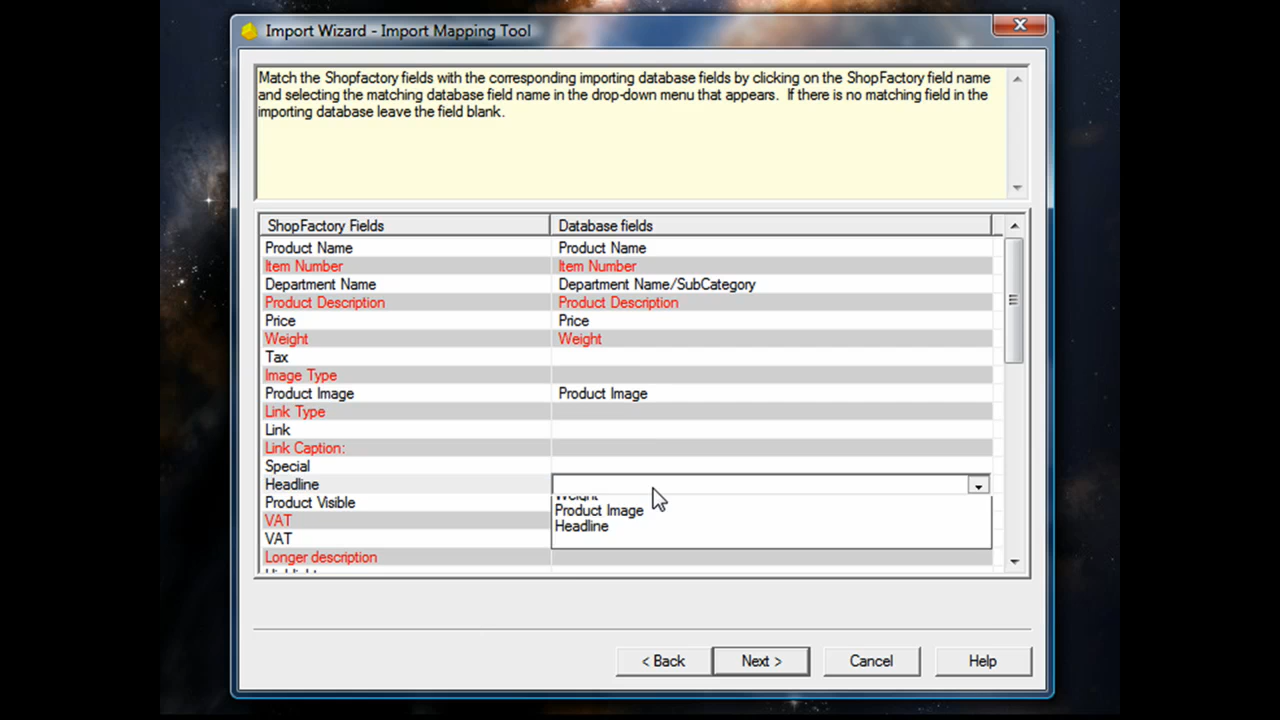 Import Wizard - Import Mapping Tool
Match the Shopfactory fields with the corresponding importing database fields by clicking on the ShopFactory field name
and selecting the matching database field name in the drop-down menu that appears. If there is no matching field in the
importing database leave the field blank.
ShopFactory Fields Database fields
Product Name Product Name
Item Number Item Number
Department Name Department Name/SubCategory
Product Description Product Description
Price Price
Weight Weight
Tax
Image Type
Product Image Product Image
Link Type
Link
Link Caption:
Special
Headline
Weight
Product Visible Product Image
VAT Headline
VAT
Longer description
< Back Next > Cancel Help